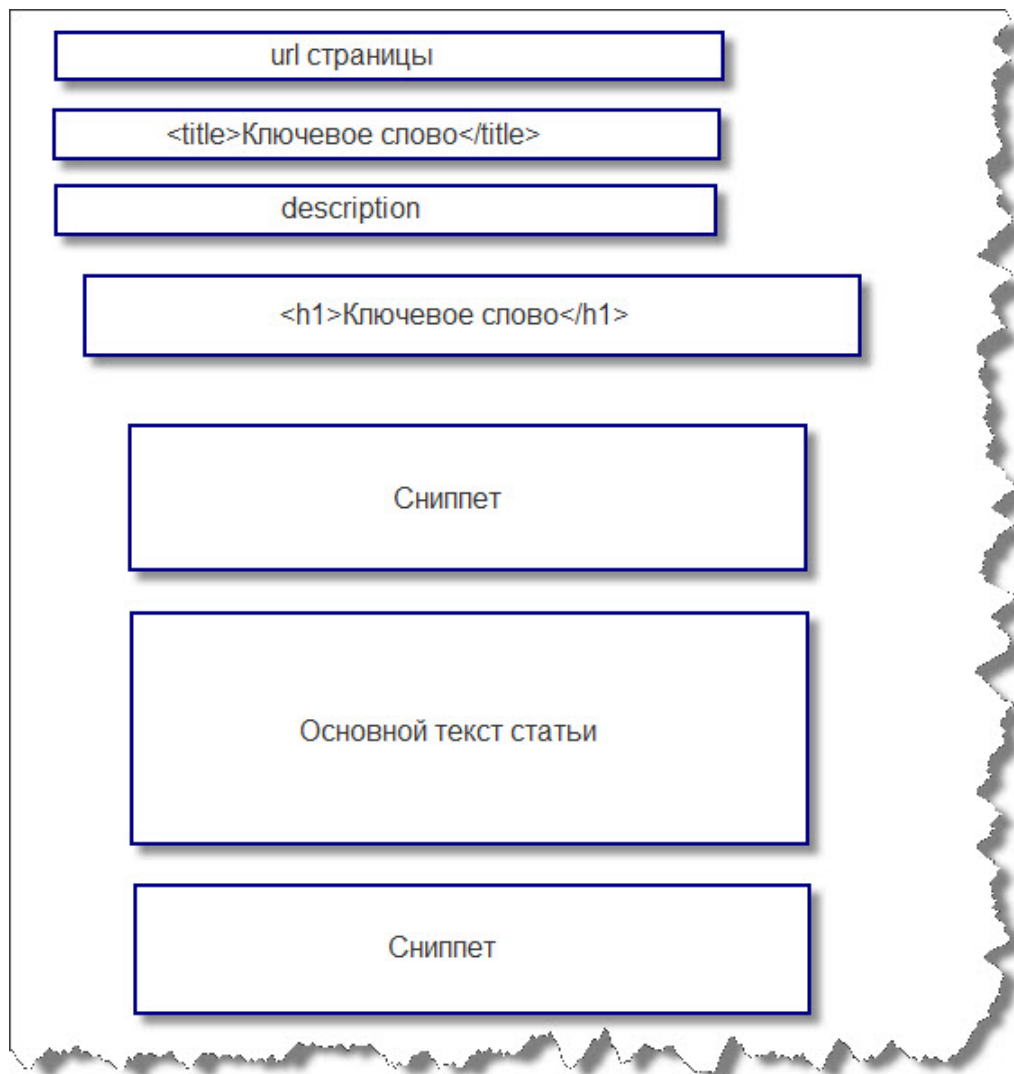 url страницы
<title>Ключевое слово</title>
description
<h1>Ключевое слово</h1>
Сниппет
Основной текст статьи
Сниппет